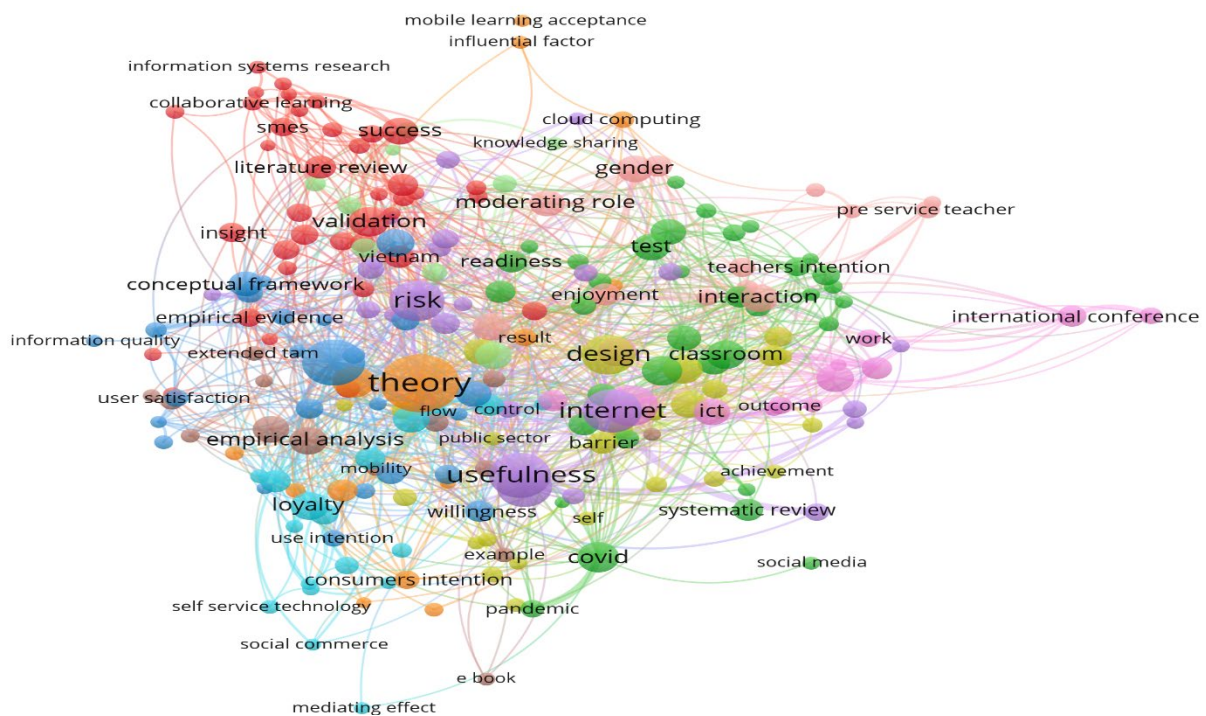 mobile learning acceptance
influential factor
information systems research
collaborative learning
cloud computing
smes
success
knowledge sharing
literature review
gender
moderating role
pre service teacher
validation
insight
test
vietnam
readiness
teachers intention
conceptual framework
risk
enjoyment
interaction
empirical evidence
international conference
information quality
result
work
extended tam
design
classroom
theory
user satisfaction
flow
control
internet
ict
outcome
empirical analysis
public sector
barrier
mobility
usefulness
achievement
loyalty
willingness
self
systematic review
use intention
example
covid
social media
consumers intention
self service technology
pandemic
social commerce
e book
mediating effect